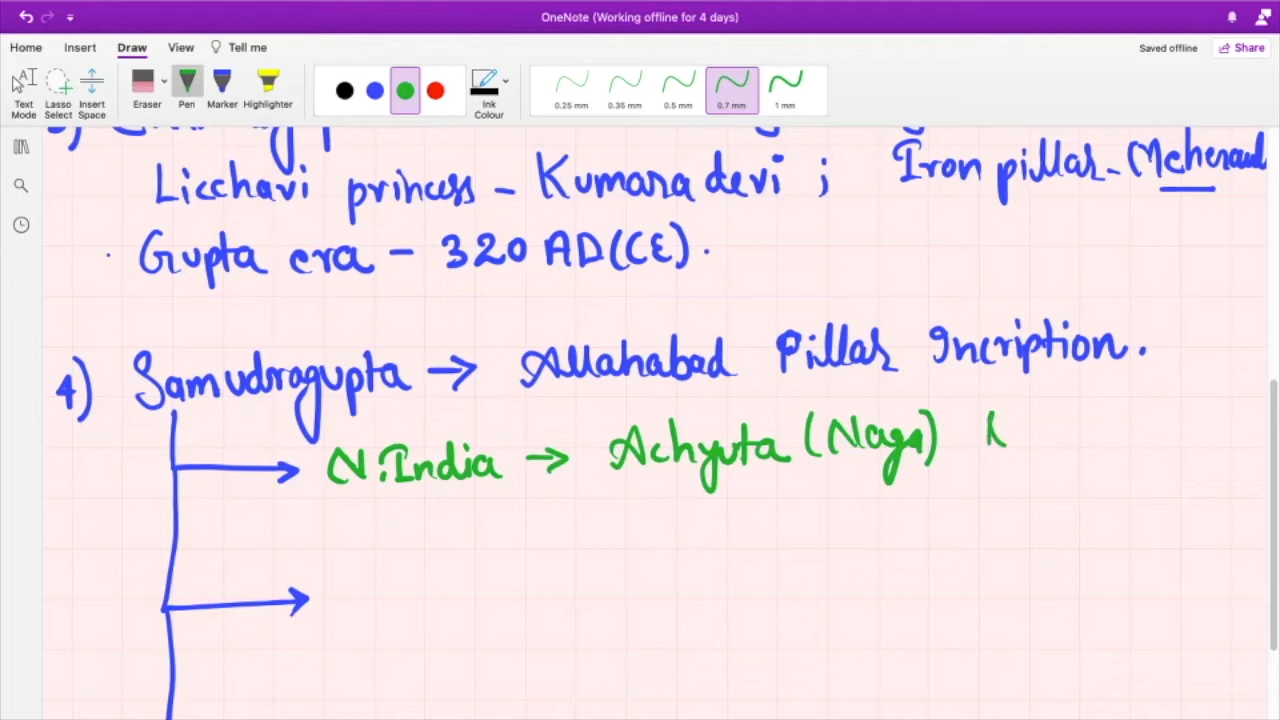 OneNote (Working offline for 4 days)
Home Insert Draw View Tell me Saved offline Share
Text Mode Lasso Select Insert Space Eraser Pen Marker Highlighter Ink Colour 0.25 mm 0.35 mm 0.5 mm 0.7 mm 1 mm
Licchavi princess - Kumaradevi ; Iron pillar - Meherauli
· Gupta era - 320 AD(CE).
4) Samudragupta → Allahabad Pillar Incription.
N. India → Achyuta (Naga)